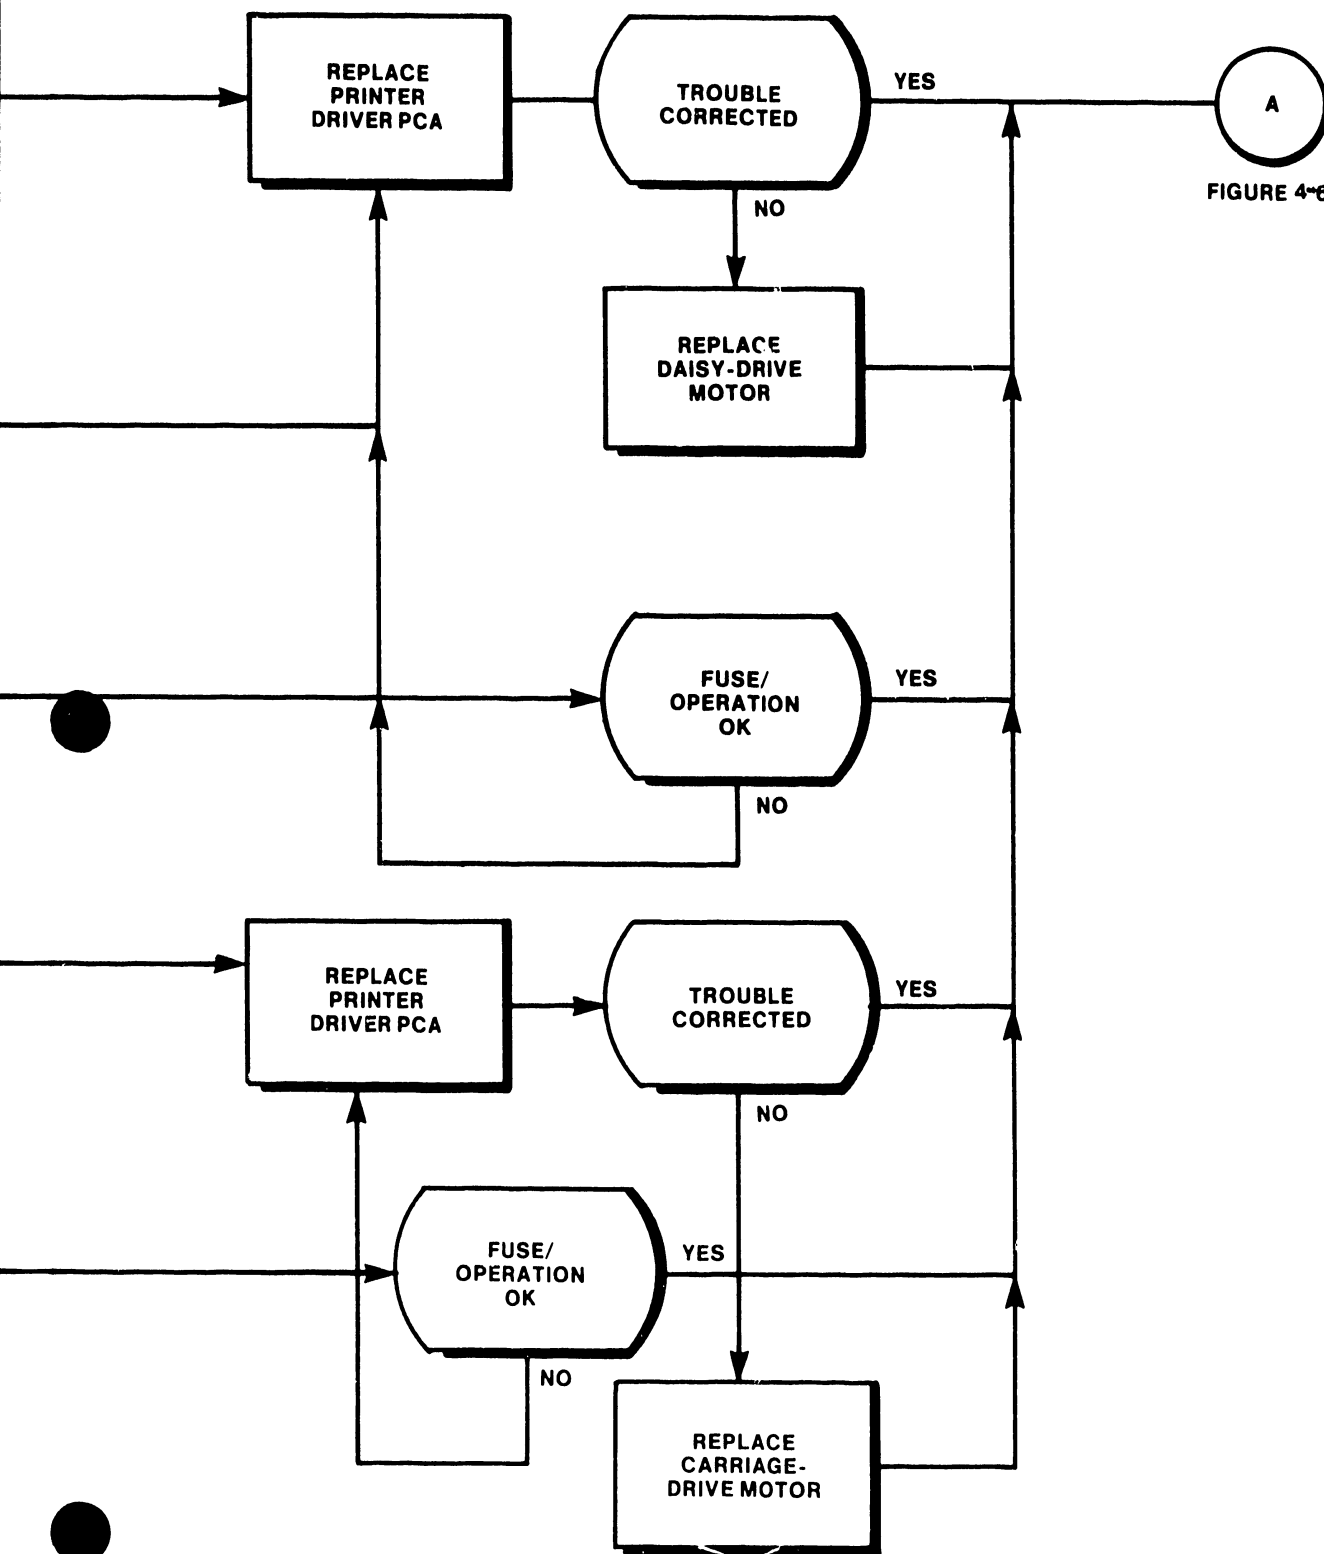 REPLACE
PRINTER
DRIVER PCA
TROUBLE
CORRECTED
YES
A
FIGURE 4-6
NO
REPLACE
DAISY-DRIVE
MOTOR
FUSE/
OPERATION
OK
YES
NO
REPLACE
PRINTER
DRIVER PCA
TROUBLE
CORRECTED
YES
NO
FUSE/
OPERATION
OK
YES
NO
REPLACE
CARRIAGE-
DRIVE MOTOR